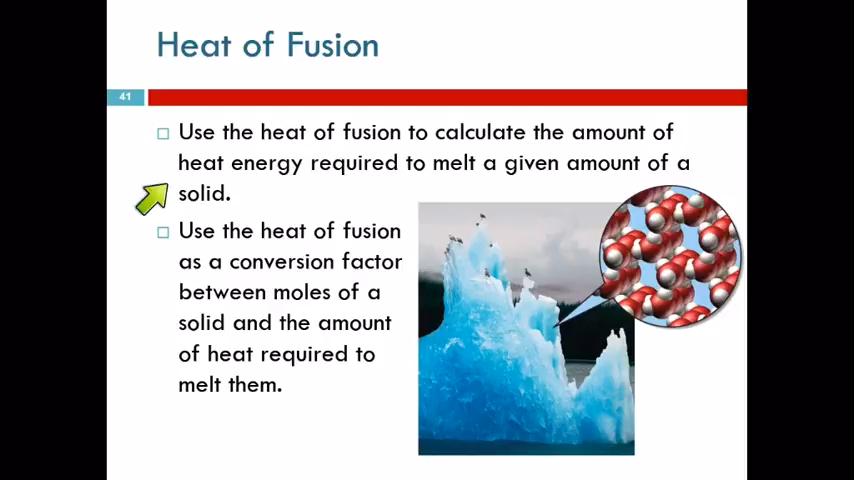 Heat of Fusion
41
Use the heat of fusion to calculate the amount of
heat energy required to melt a given amount of a
solid.
Use the heat of fusion
as a conversion factor
between moles of a
solid and the amount
of heat required to
melt them.